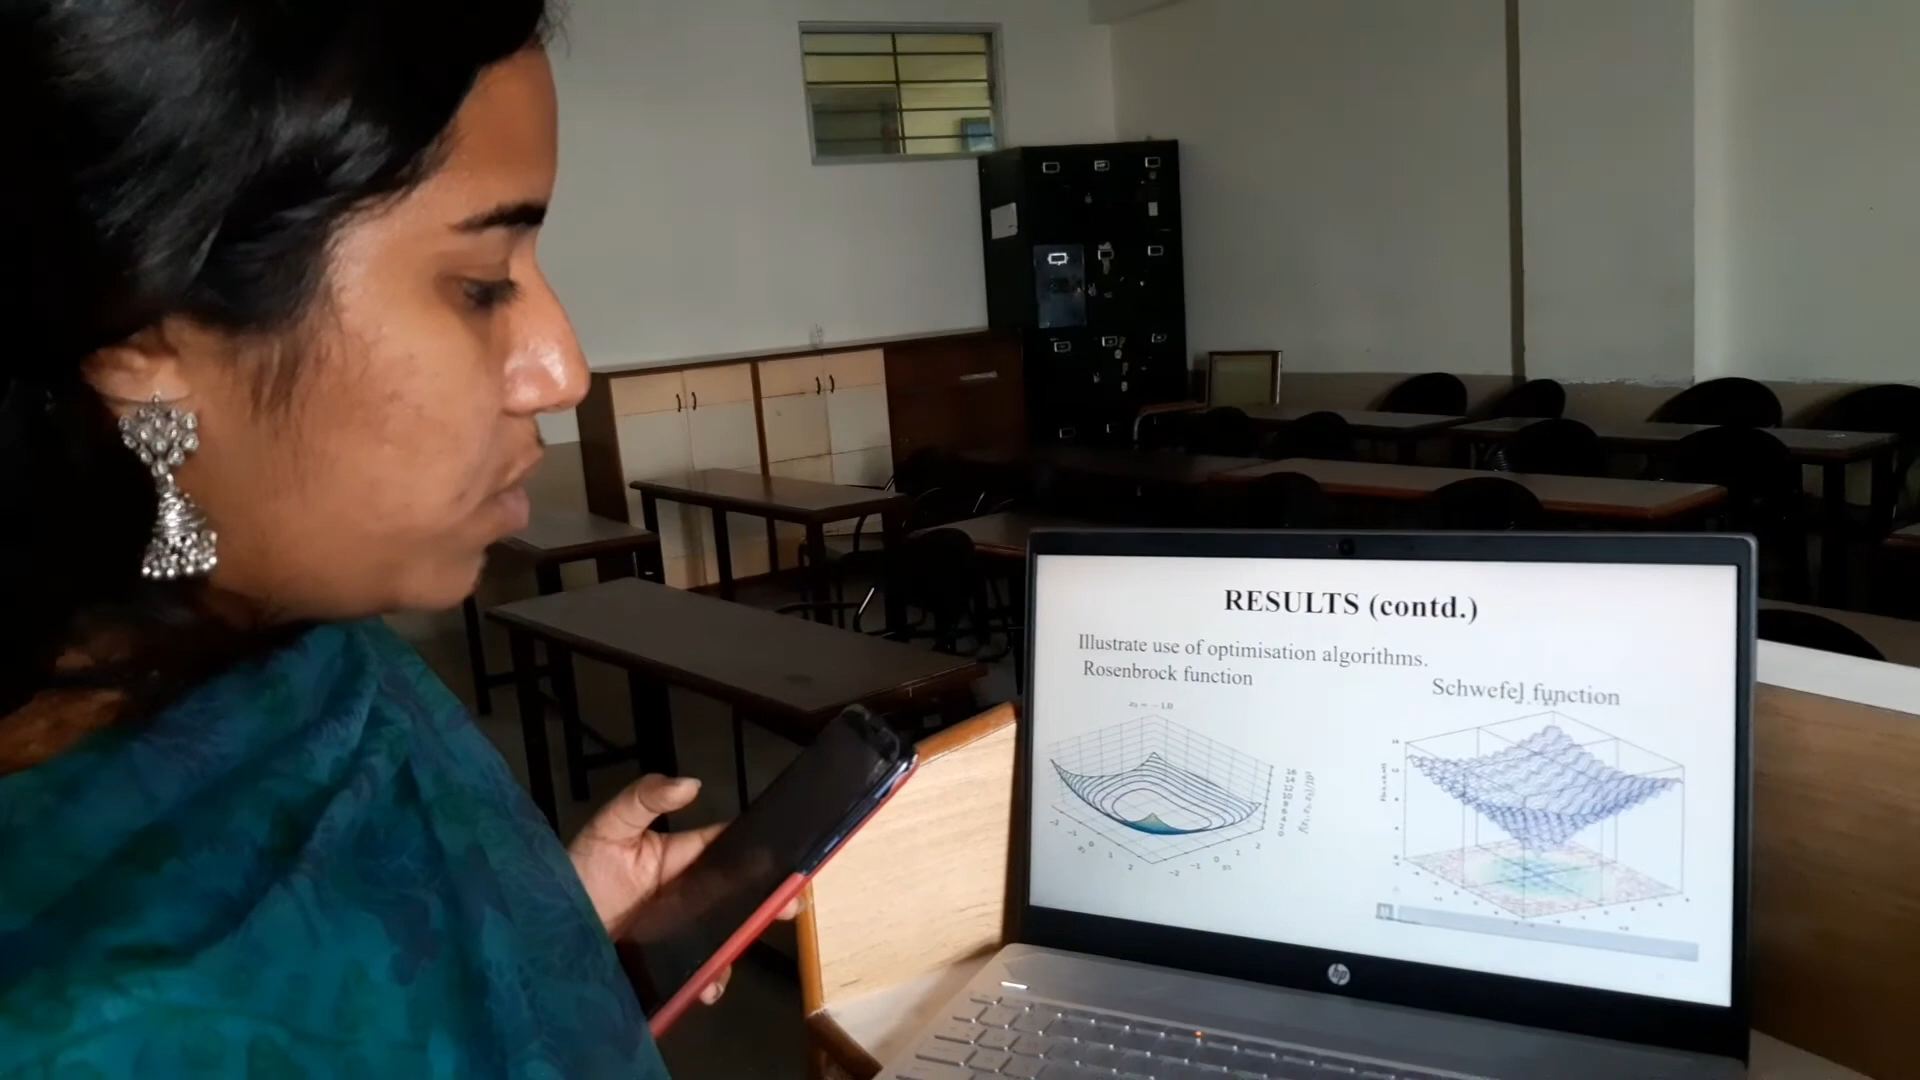 RESULTS (contd.)
Illustrate use of optimisation algorithms.
Rosenbrock function
Schwefel function
hp